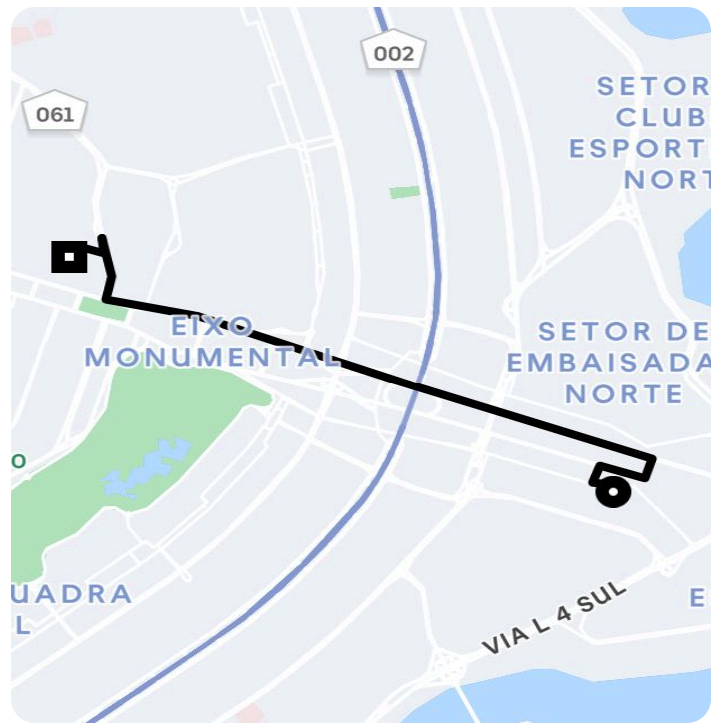 002
061
SETOR
CLUB
ESPORT
NORT
EIXO
MONUMENTAL
SETOR DE
EMBAISADA
NORTE
O
UADRA
L
VIA L 4 SUL
E